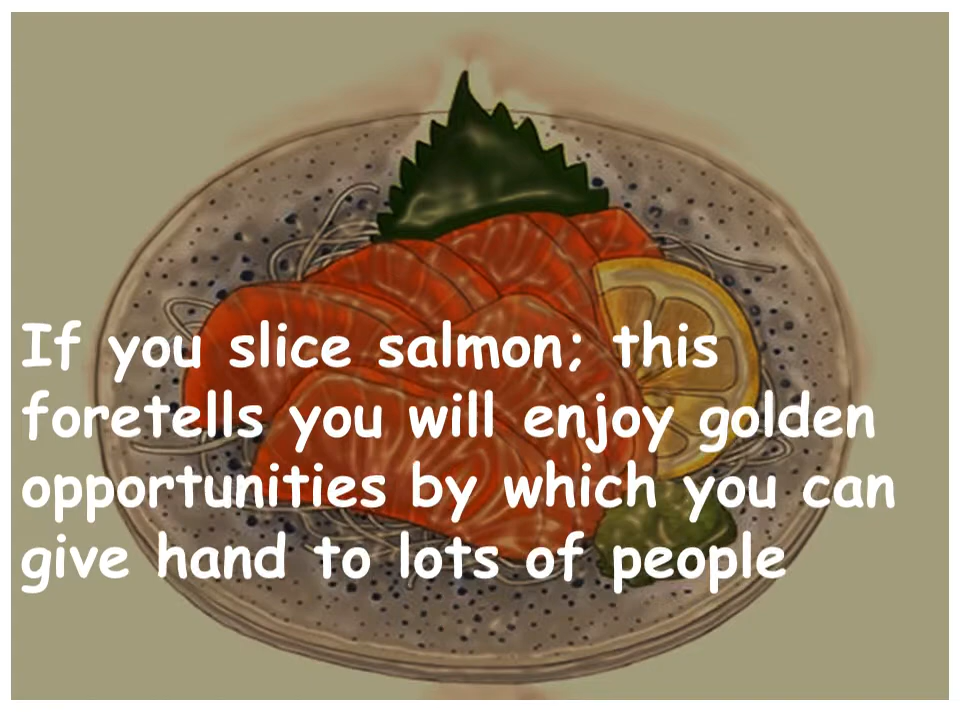 If you slice salmon; this
foretells you will enjoy golden
opportunities by which you can
give hand to lots of people